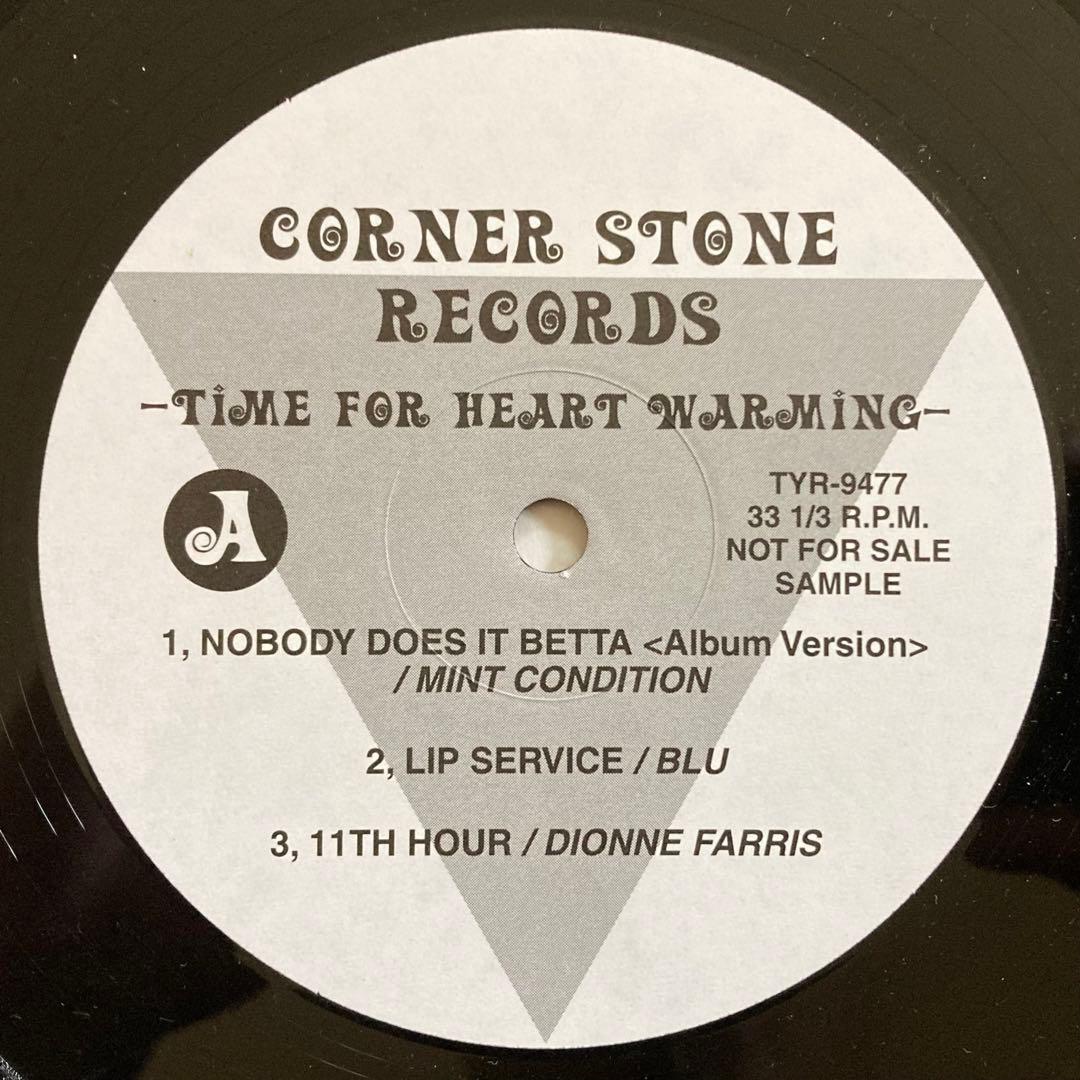 CORNER STONE
RECORDS
-TiME FOR HEART WARMiNG-
A
TYR-9477
33 1/3 R.P.M.
NOT FOR SALE
SAMPLE
1, NOBODY DOES IT BETTA <Album Version>
/ MINT CONDITION
2, LIP SERVICE / BLU
3, 11TH HOUR / DIONNE FARRIS